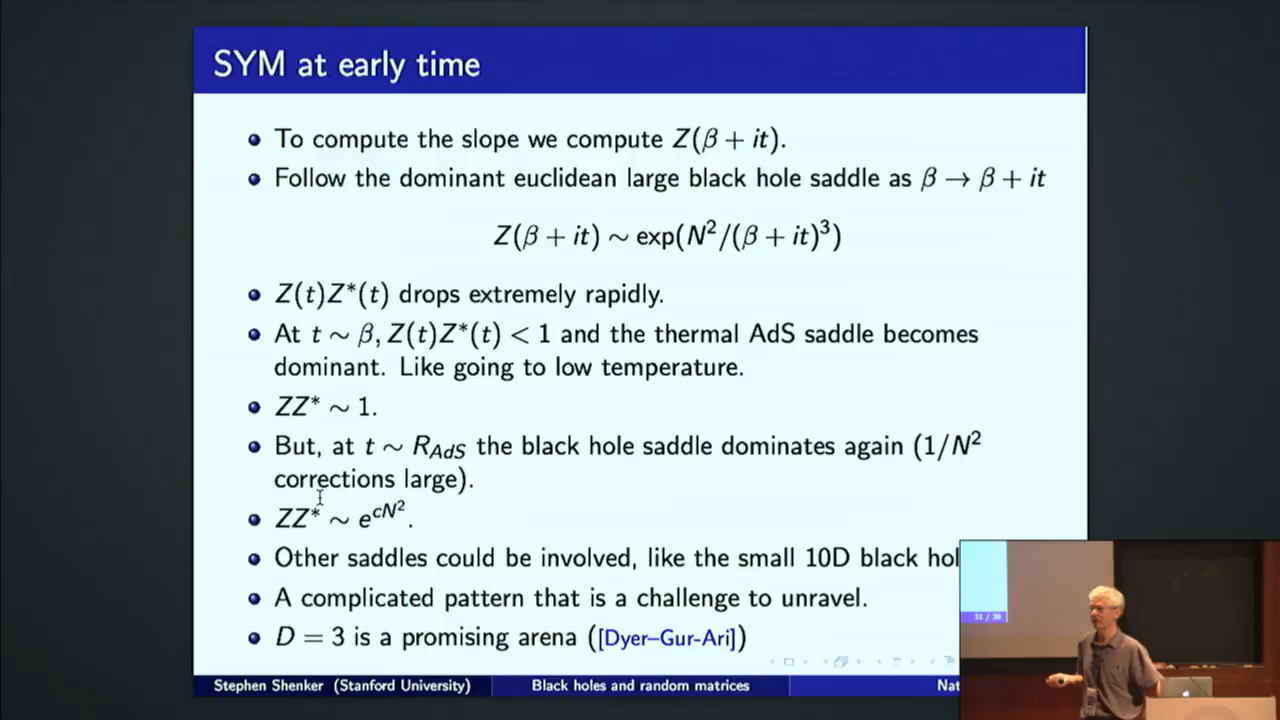 SYM at early time
To compute the slope we compute Z(β + it).
Follow the dominant euclidean large black hole saddle as β → β + it
Z(β + it) ∼ exp(N²/(β + it)³)
Z(t)Z*(t) drops extremely rapidly.
At t ∼ β, Z(t)Z*(t) < 1 and the thermal AdS saddle becomes
dominant. Like going to low temperature.
ZZ* ∼ 1.
But, at t ∼ R_AdS the black hole saddle dominates again (1/N²
corrections large).
ZZ* ∼ e^{cN²}.
Other saddles could be involved, like the small 10D black hol
A complicated pattern that is a challenge to unravel.
D = 3 is a promising arena ([Dyer–Gur-Ari])
Stephen Shenker (Stanford University) Black holes and random matrices Nat
31 / 38